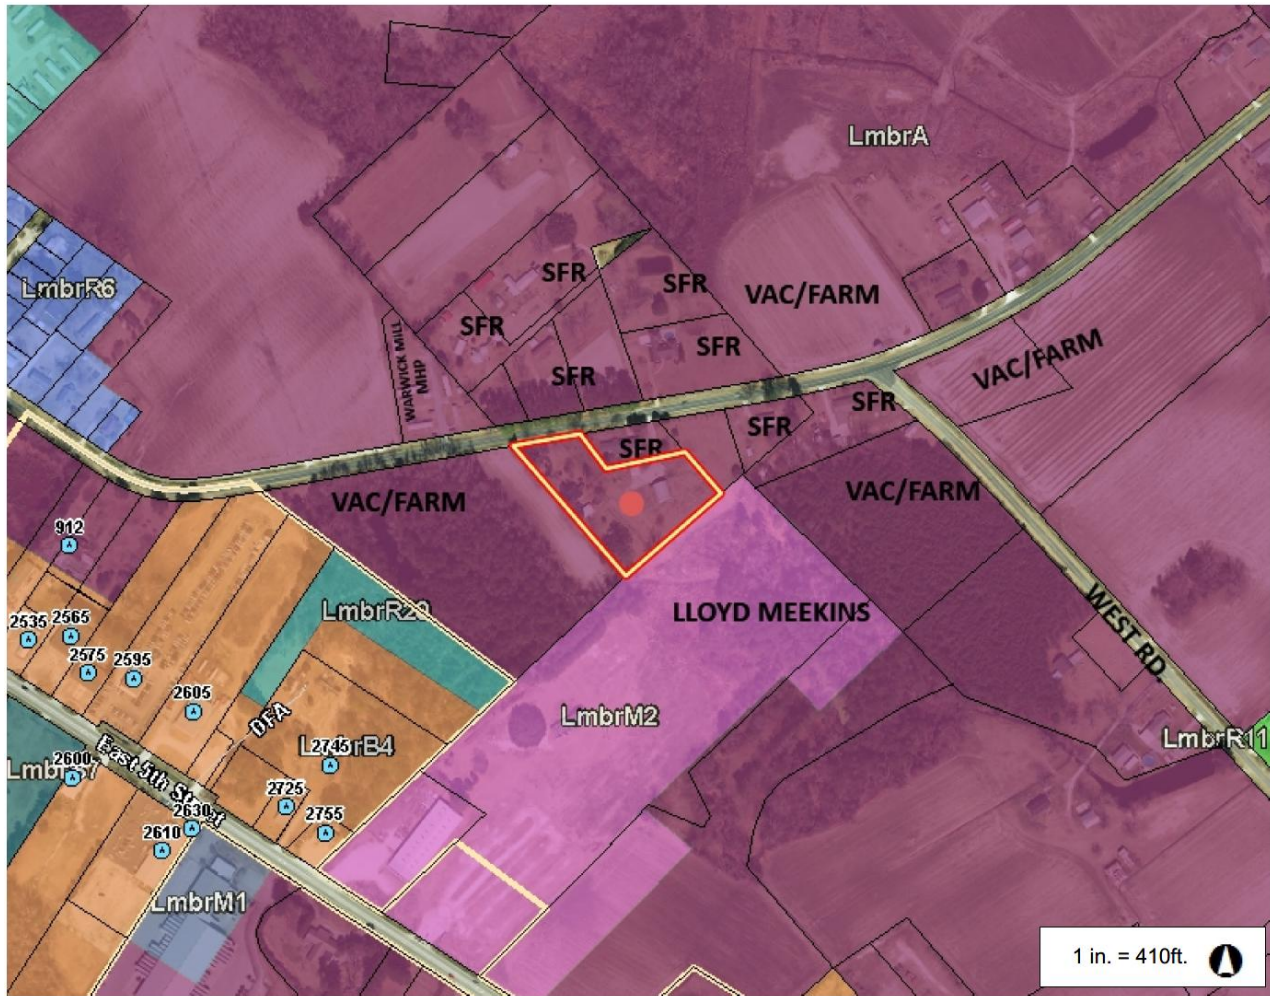 LmbrA
SFR
SFR
LmbrR6
VAC/FARM
SFR
SFR
WARWICK MILL
MHP
VAC/FARM
SFR
SFR
SFR
SFR
VAC/FARM
VAC/FARM
912
LmbrR20
LLOYD MEEKINS
WEST RD
2565
2535
2575
2595
2605
DFA
LmbrM2
LmbrR11
2745
2600
East 5th Street
2725
2755
2630
2610
LmbrM1
1 in. = 410ft.